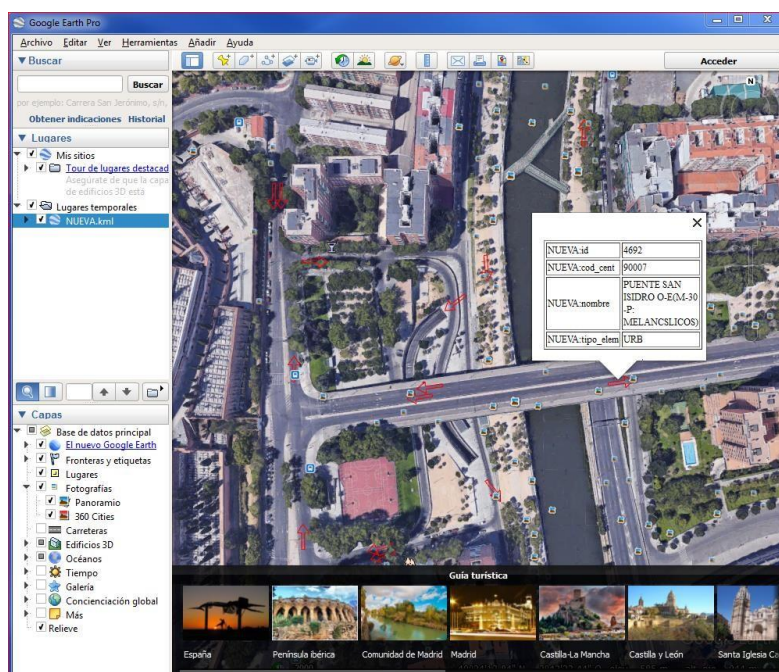 Google Earth Pro
Archivo Editar Ver Herramientas Añadir Ayuda
Buscar
Acceder
Buscar
por ejemplo: Carrera San Jerónimo, s/n,
Obtener indicaciones Historial
Lugares
Mis sitios
Tour de lugares destacad
Asegúrate de que la capa
de edificios 3D está
Lugares temporales
NUEVA.kml
N
NUEVA:id 4692
NUEVA:cod_cent 90007
NUEVA:nombre PUENTE SAN
ISIDRO O-E(M-30
-P:
MELANCSLICOS)
NUEVA:tipo_elem URB
Capas
Base de datos principal
El nuevo Google Earth
Fronteras y etiquetas
Lugares
Fotografías
Panoramio
360 Cities
Carreteras
Edificios 3D
Océanos
Tiempo
Galería
Concienciación global
Más
Relieve
Guía turística
España
Península ibérica
Comunidad de Madrid
Madrid
Castilla-La Mancha
Castilla y León
Santa Iglesia Ca